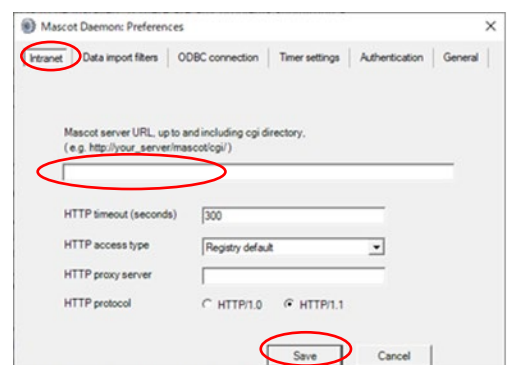 Mascot Daemon: Preferences
Intranet Data import filters ODBC connection Timer settings Authentication General
Mascot server URL, up to and including cgi directory,
(e.g. http://your_server/mascot/cgi/)
HTTP timeout (seconds) 300
HTTP access type Registry default
HTTP proxy server
HTTP protocol HTTP/1.0 HTTP/1.1
Save Cancel